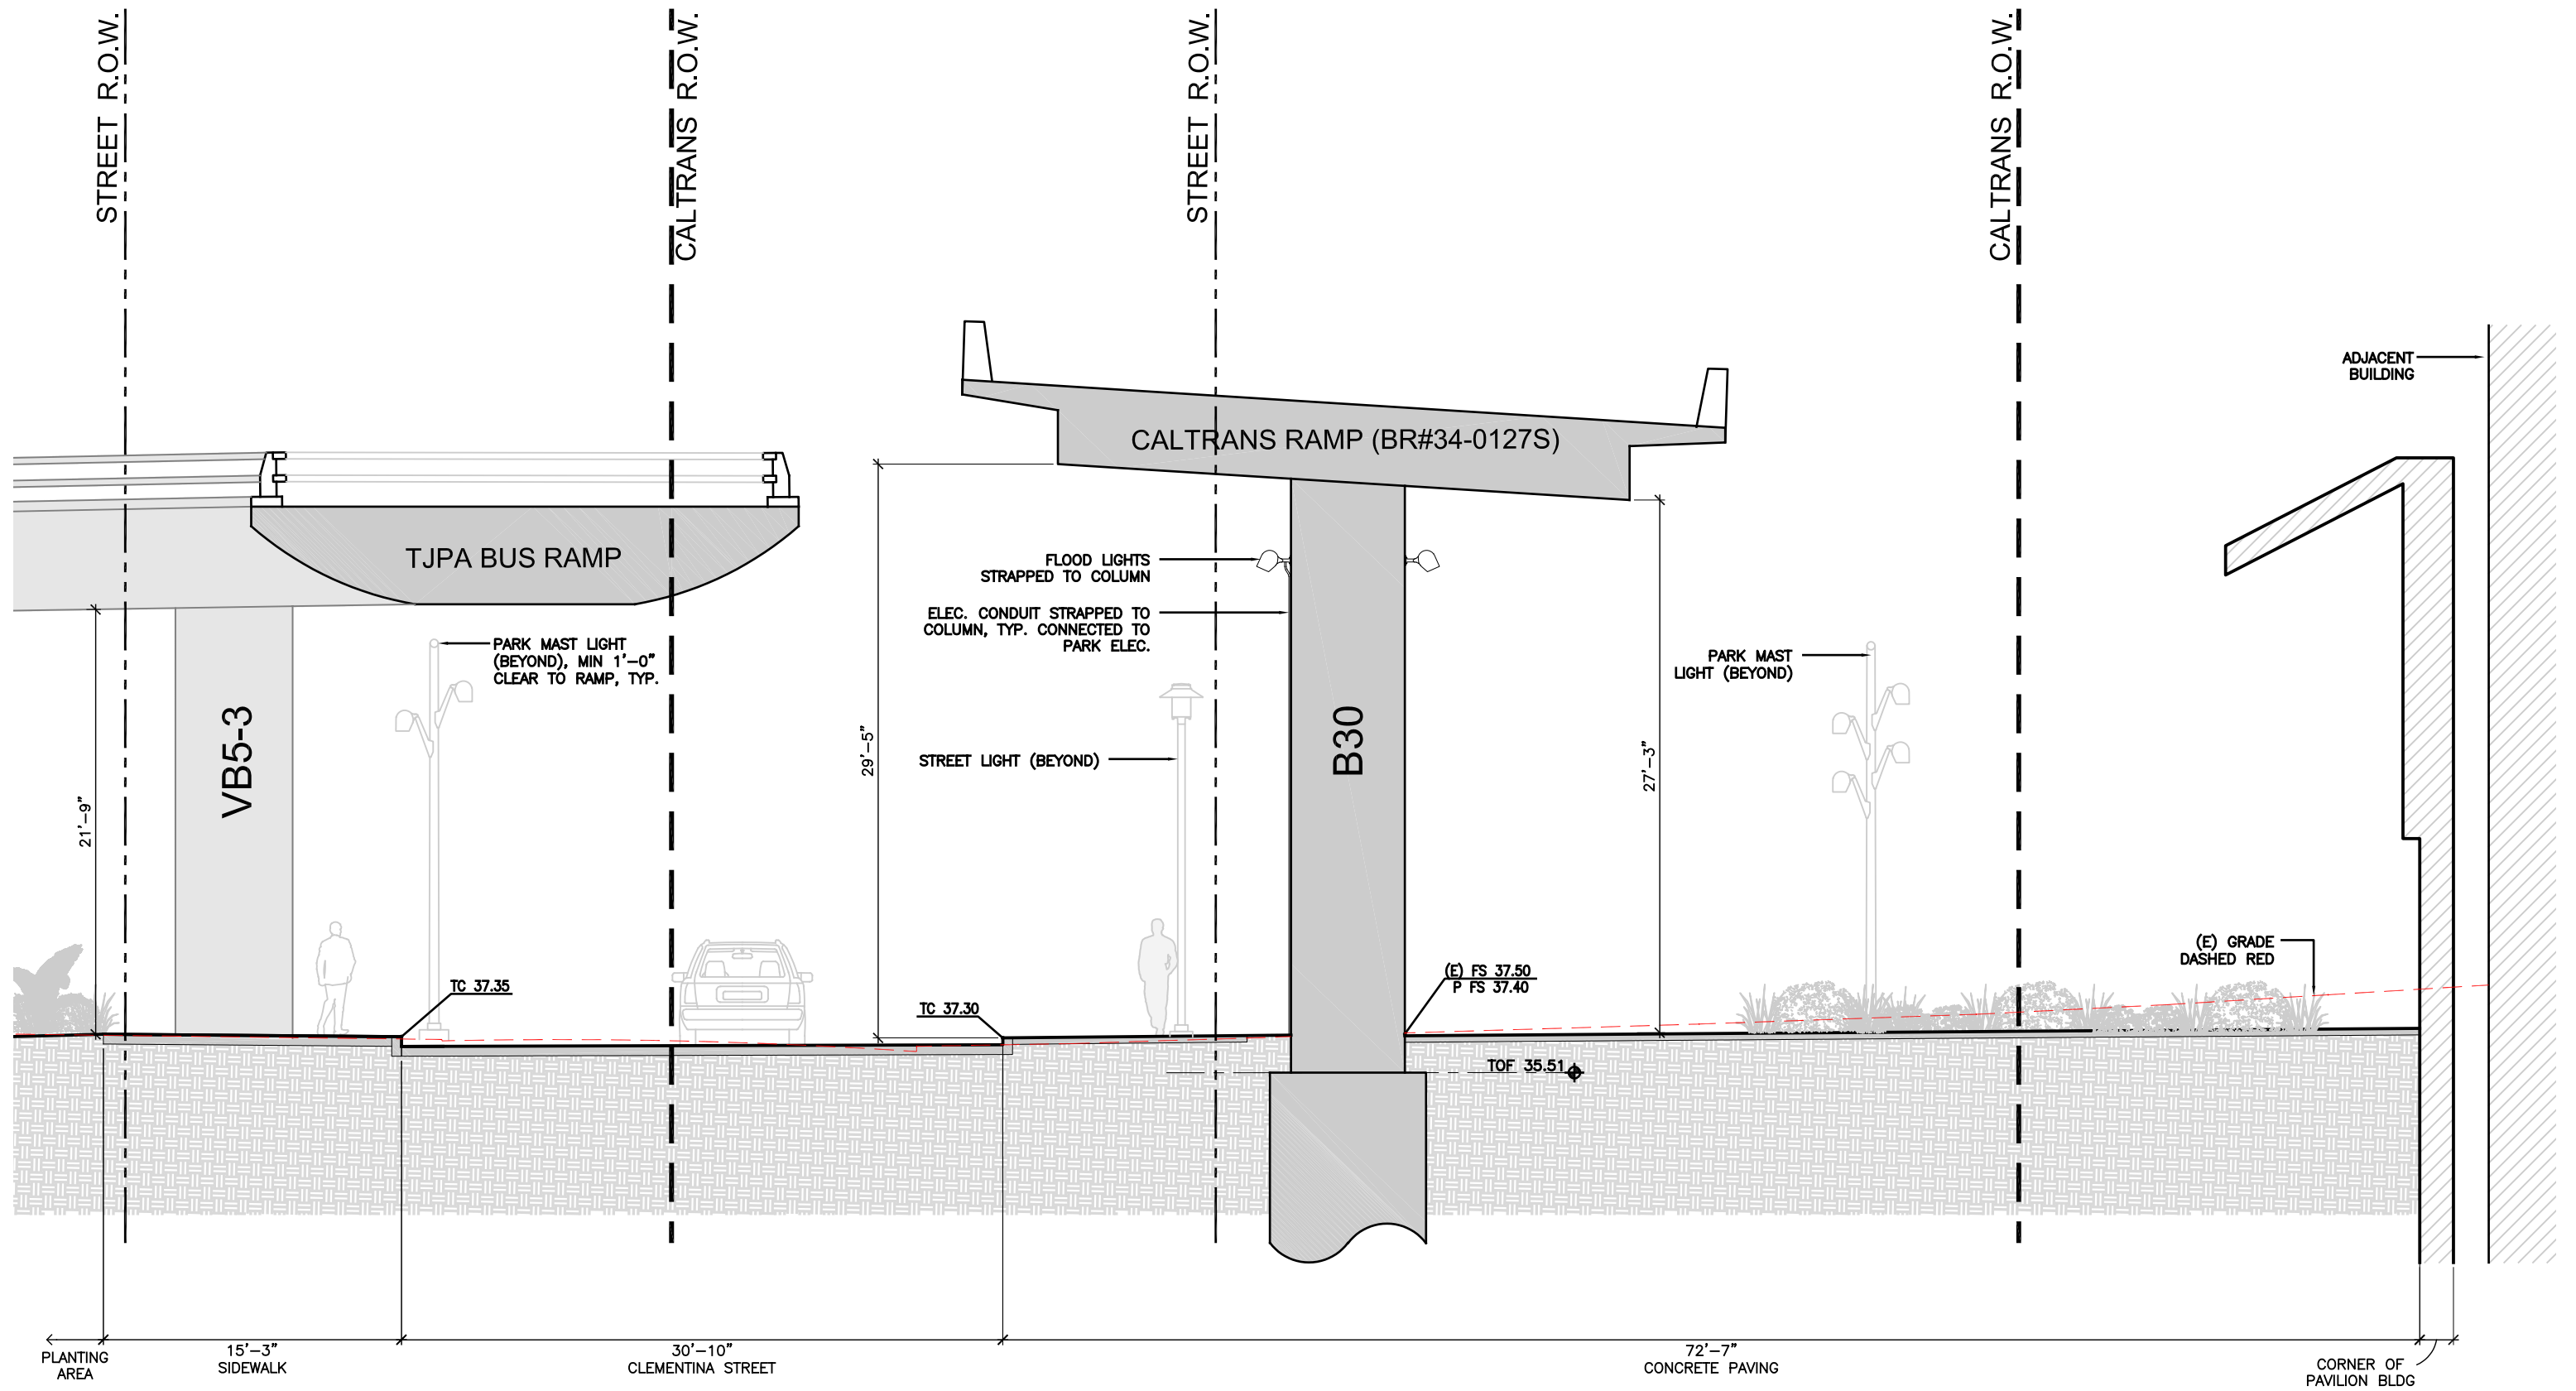 STREET R.O.W.
CALTRANS R.O.W.
STREET R.O.W.
CALTRANS R.O.W.
ADJACENT
BUILDING
CALTRANS RAMP (BR#34-0127S)
TJPA BUS RAMP
FLOOD LIGHTS
STRAPPED TO COLUMN
ELEC. CONDUIT STRAPPED TO
COLUMN, TYP. CONNECTED TO
PARK ELEC.
PARK MAST LIGHT
(BEYOND), MIN 1'-0"
CLEAR TO RAMP, TYP.
PARK MAST
LIGHT (BEYOND)
VB5-3
B30
STREET LIGHT (BEYOND)
21'-9"
29'-5"
27'-3"
(E) GRADE
DASHED RED
TC 37.35
TC 37.30
(E) FS 37.50
P FS 37.40
TOF 35.51
PLANTING
AREA
15'-3"
SIDEWALK
30'-10"
CLEMENTINA STREET
72'-7"
CONCRETE PAVING
CORNER OF
PAVILION BLDG